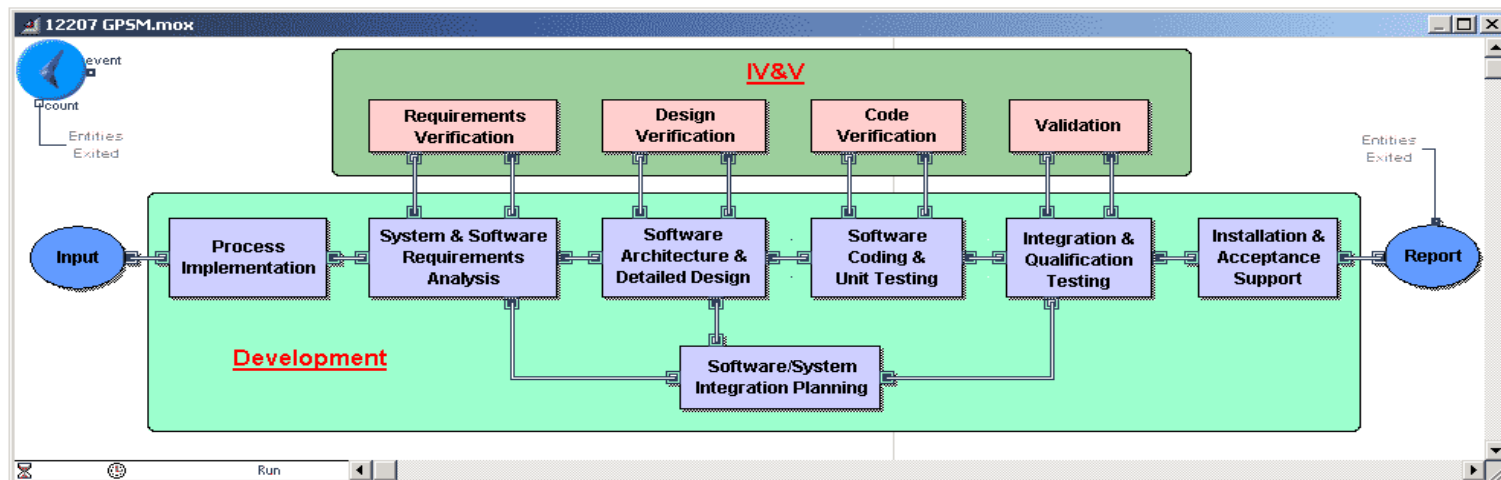 12207 GPSM.mox
event
count
Entities
Exited
IV&V
Requirements
Verification
Design
Verification
Code
Verification
Validation
Entities
Exited
Input
Process
Implementation
System & Software
Requirements
Analysis
Software
Architecture &
Detailed Design
Software
Coding &
Unit Testing
Integration &
Qualification
Testing
Installation &
Acceptance
Support
Report
Development
Software/System
Integration Planning
Run